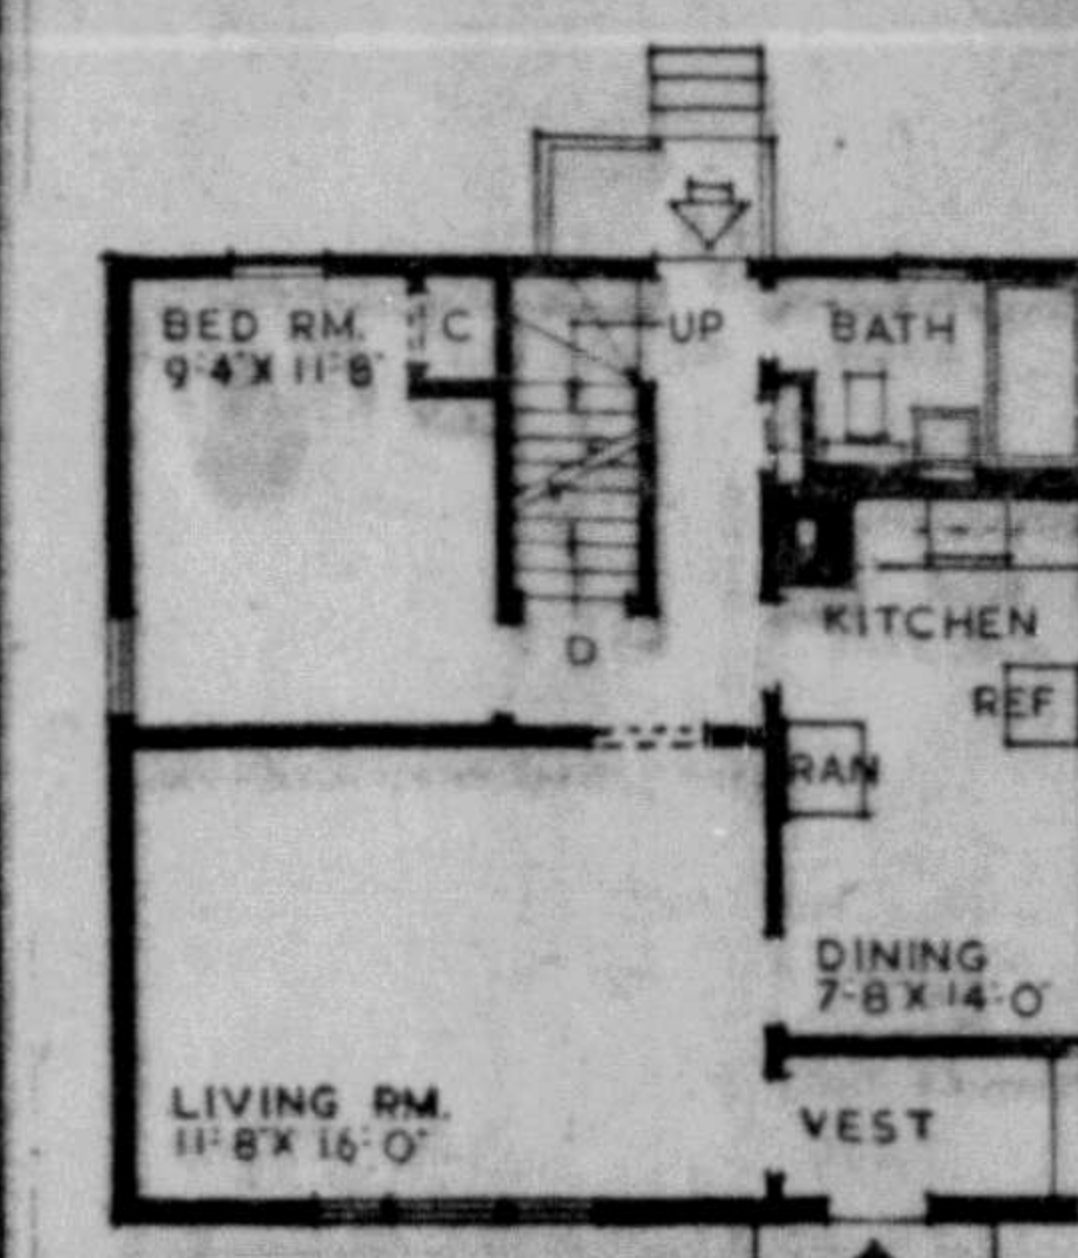 BED RM.
9'-4" X 11'-8"
C
UP
BATH
D
KITCHEN
REF
RAN
DINING
7'-8" X 14'-0"
LIVING RM.
11'-8" X 16'-0"
VEST